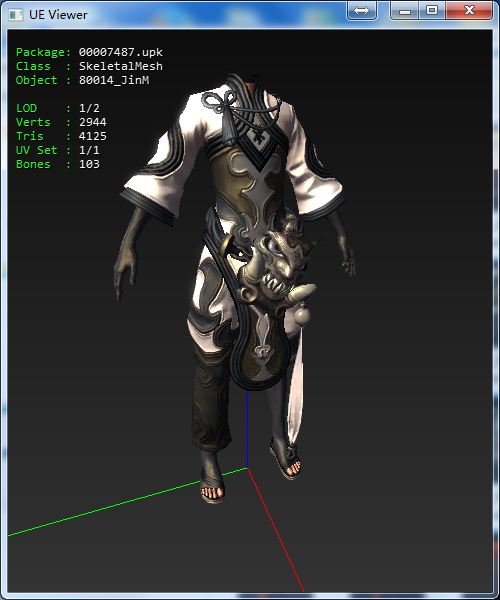 UE Viewer
Package: 00007487.upk
Class : SkeletalMesh
Object : 80014_JinM
LOD : 1/2
Verts : 2944
Tris : 4125
UV Set : 1/1
Bones : 103